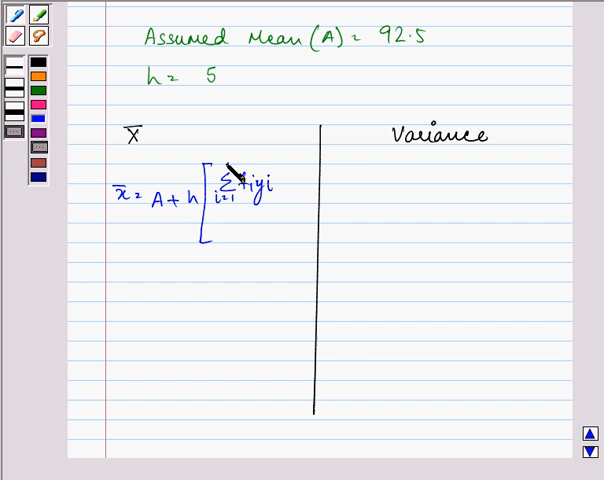 Assumed Mean (A) = 92.5
h = 5
x̄
Variance
x̄ = A + h [ Σ i=1 fiyi